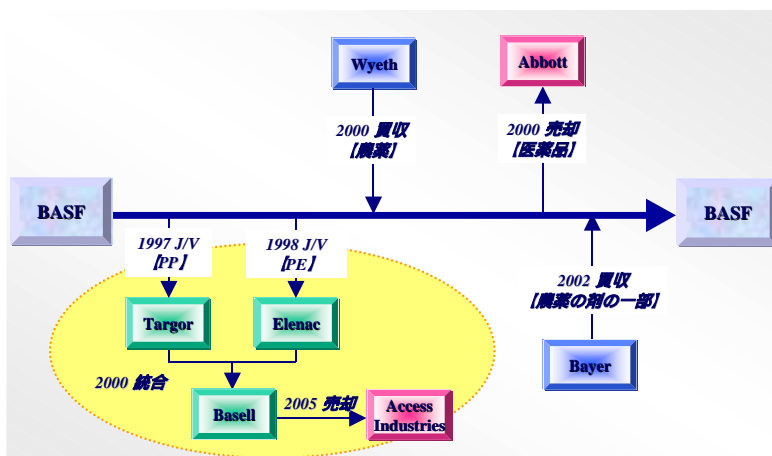 Wyeth
Abbott
2000 買収
【農薬】
2000 売却
【医薬品】
BASF
BASF
1997 J/V
【PP】
1998 J/V
【PE】
2002 買収
【農薬の剤の一部】
Targor
Elenac
Bayer
2000 統合
Basell
2005 売却
Access
Industries